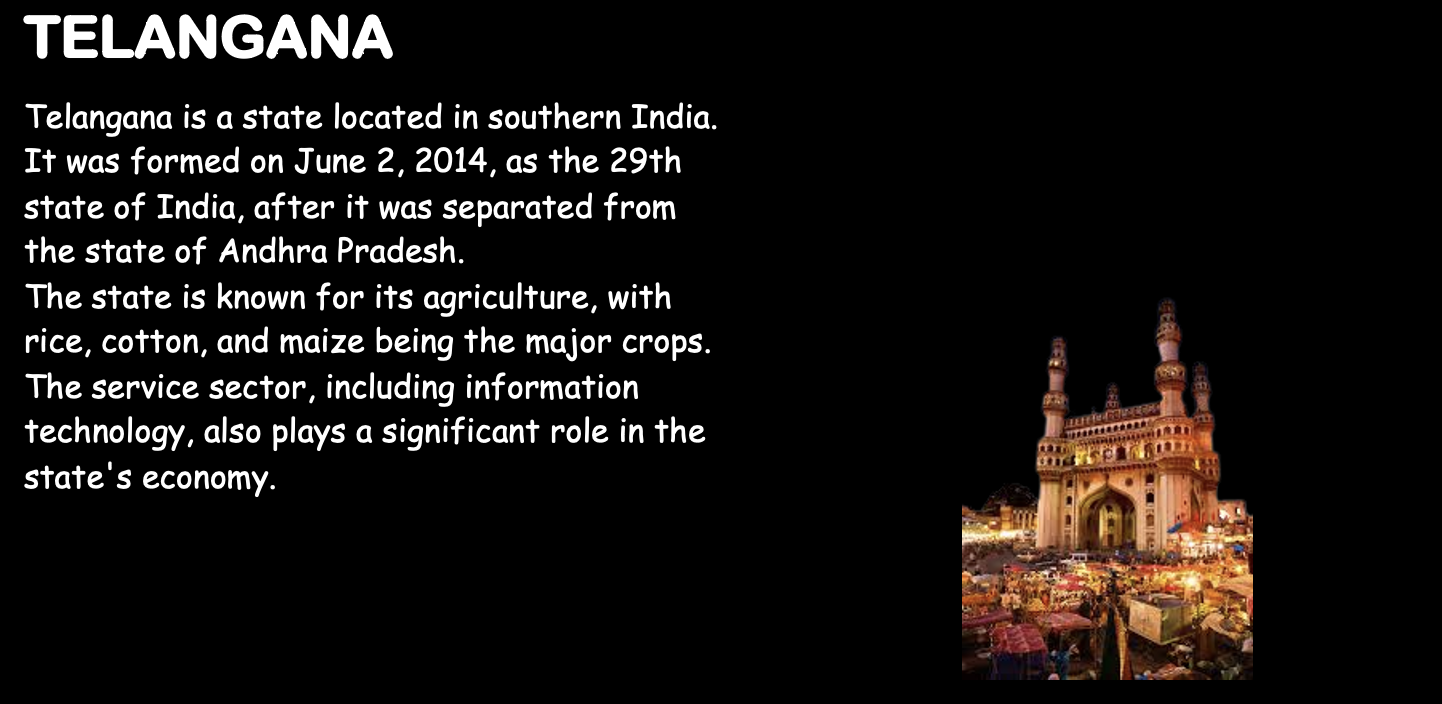 TELANGANA
Telangana is a state located in southern India.
It was formed on June 2, 2014, as the 29th
state of India, after it was separated from
the state of Andhra Pradesh.
The state is known for its agriculture, with
rice, cotton, and maize being the major crops.
The service sector, including information
technology, also plays a significant role in the
state's economy.